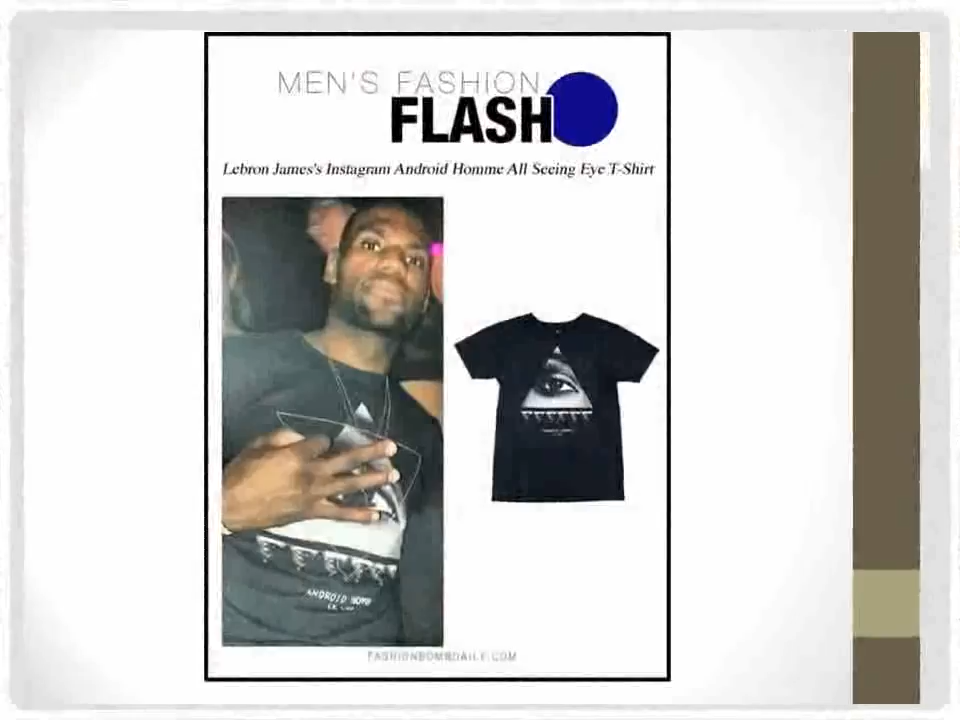 MEN'S FASHION
FLASH
Lebron James's Instagram Android Homme All Seeing Eye T-Shirt
ANDROID HOMME
FASHIONBOMBDAILY.COM